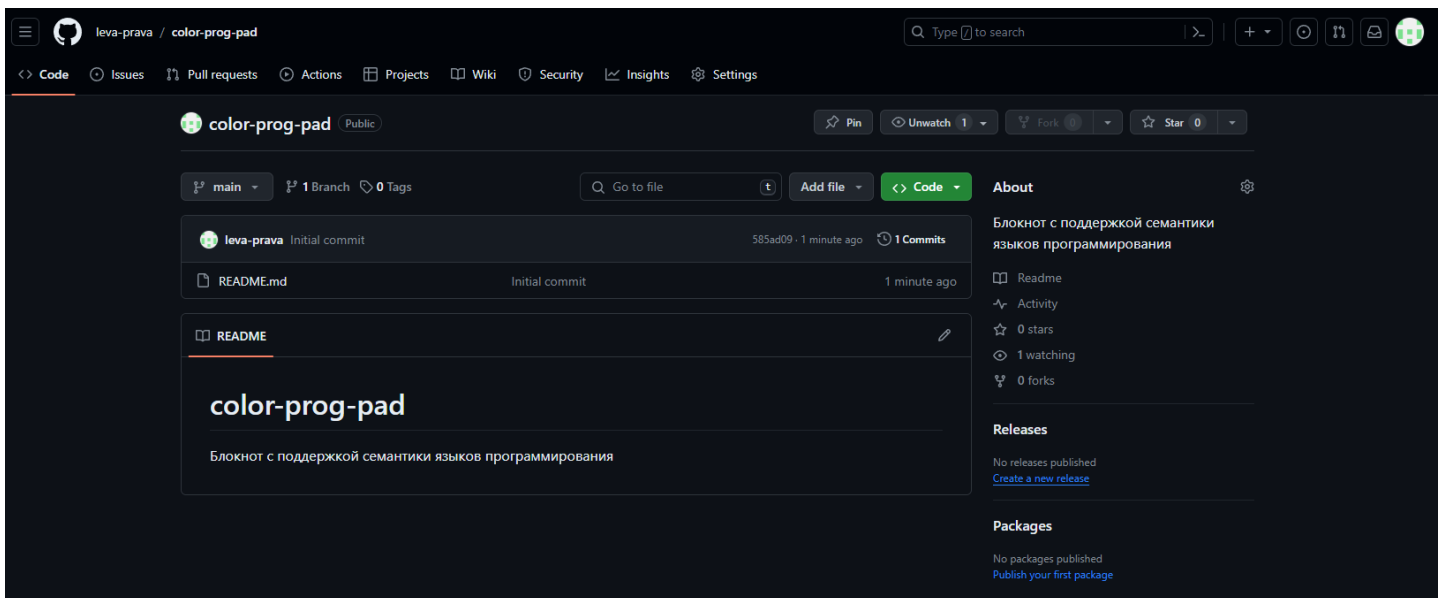 leva-prava / color-prog-pad
Type / to search
Code Issues Pull requests Actions Projects Wiki Security Insights Settings
color-prog-pad Public
Pin Unwatch 1 Fork 0 Star 0
main 1 Branch 0 Tags
Go to file t Add file Code
leva-prava Initial commit 585ad09 · 1 minute ago 1 Commits
README.md Initial commit 1 minute ago
README
color-prog-pad
Блокнот с поддержкой семантики языков программирования
About
Блокнот с поддержкой семантики
языков программирования
Readme
Activity
0 stars
1 watching
0 forks
Releases
No releases published
Create a new release
Packages
No packages published
Publish your first package